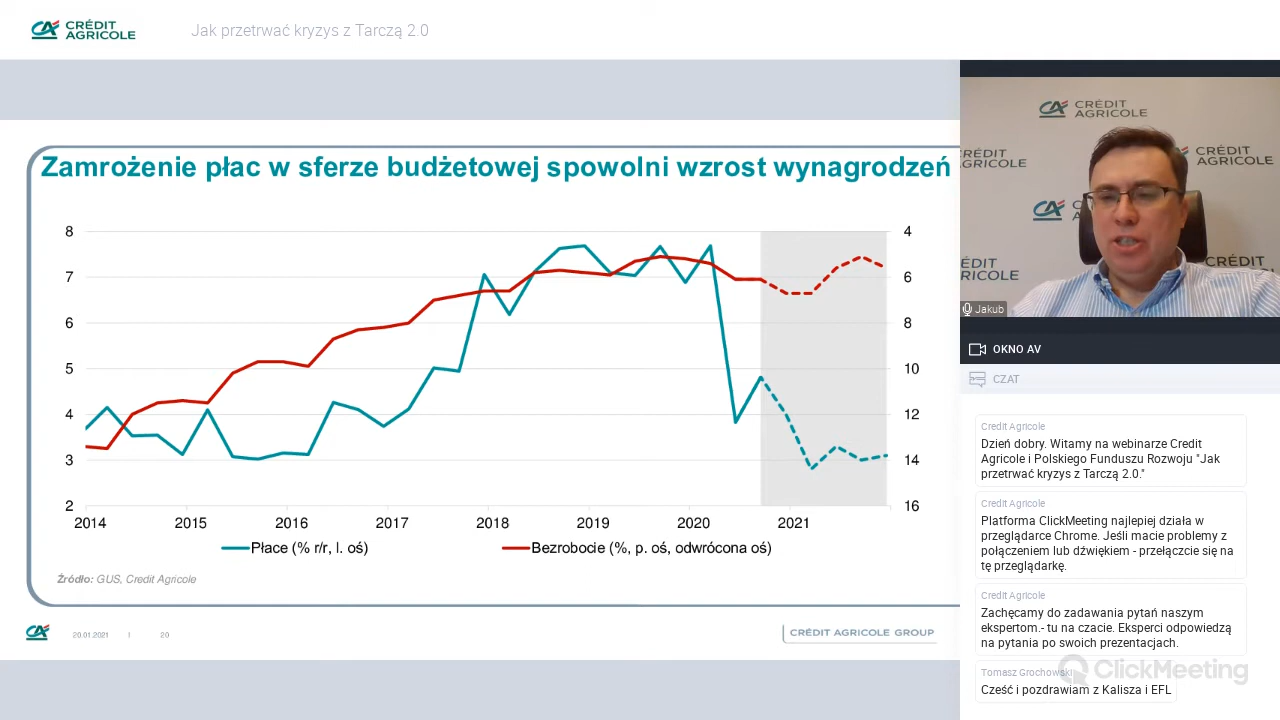 CRÉDIT
AGRICOLE
Jak przetrwać kryzys z Tarczą 2.0
Zamrożenie płac w sferze budżetowej spowolni wzrost wynagrodzeń
8
7
6
5
4
3
2
4
6
8
10
12
14
16
2014 2015 2016 2017 2018 2019 2020 2021
Płace (% r/r, l. oś)
Bezrobocie (%, p. oś, odwrócona oś)
Źródło: GUS, Credit Agricole
20.01.2021 | 20
CRÉDIT AGRICOLE GROUP
CRÉDIT
AGRICOLE
CRÉDIT
AGRICOLE
CRÉDIT
AGRICOLE
CRÉDIT
AGRICOLE
CRÉDIT
AGRICOLE
Jakub
OKNO AV
CZAT
Credit Agricole
Dzień dobry. Witamy na webinarze Credit
Agricole i Polskiego Funduszu Rozwoju "Jak
przetrwać kryzys z Tarczą 2.0."
Credit Agricole
Platforma ClickMeeting najlepiej działa w
przeglądarce Chrome. Jeśli macie problemy z
połączeniem lub dźwiękiem - przełączcie się na
tę przeglądarkę.
Credit Agricole
Zachęcamy do zadawania pytań naszym
ekspertom.- tu na czacie. Eksperci odpowiedzą
na pytania po swoich prezentacjach.
Tomasz Grochowski
Cześć i pozdrawiam z Kalisza i EFL
ClickMeeting